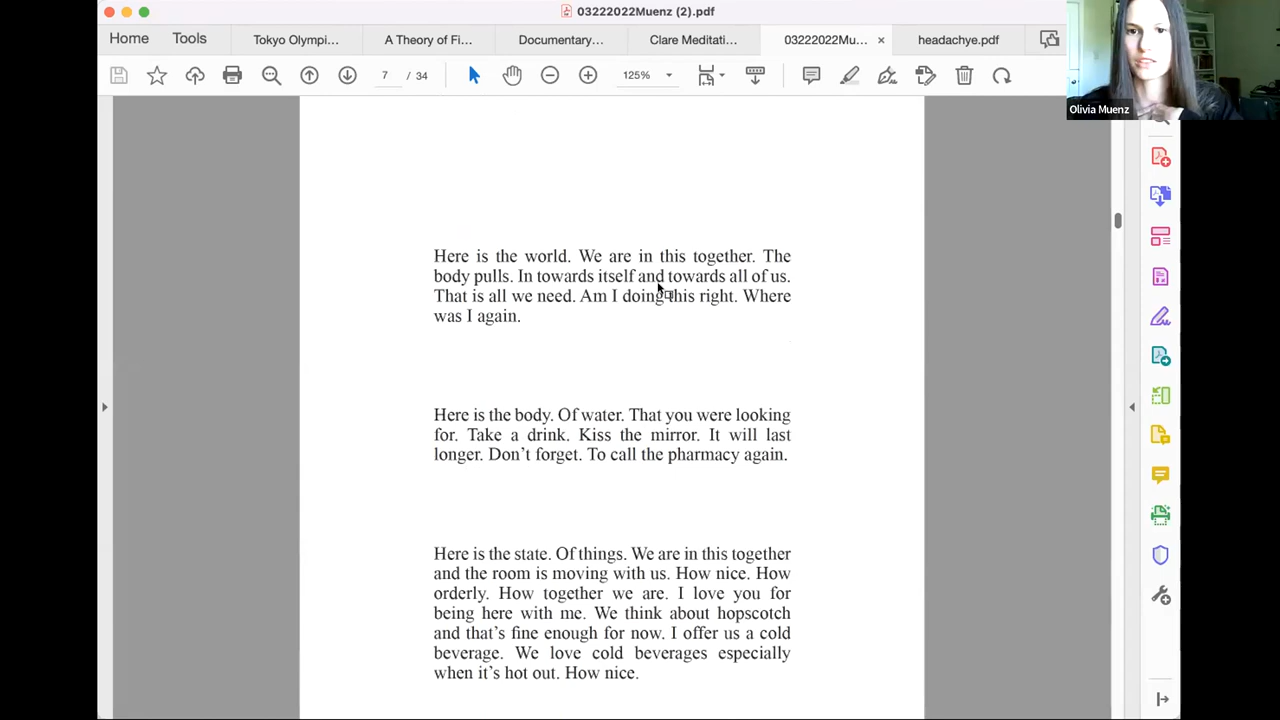 03222022Muenz (2).pdf
Home Tools Tokyo Olympi... A Theory of Fi... Documentary... Clare Meditati... 03222022Mu... × headachye.pdf
7 / 34 125%
Olivia Muenz
Here is the world. We are in this together. The
body pulls. In towards itself and towards all of us.
That is all we need. Am I doing this right. Where
was I again.
Here is the body. Of water. That you were looking
for. Take a drink. Kiss the mirror. It will last
longer. Don't forget. To call the pharmacy again.
Here is the state. Of things. We are in this together
and the room is moving with us. How nice. How
orderly. How together we are. I love you for
being here with me. We think about hopscotch
and that's fine enough for now. I offer us a cold
beverage. We love cold beverages especially
when it's hot out. How nice.